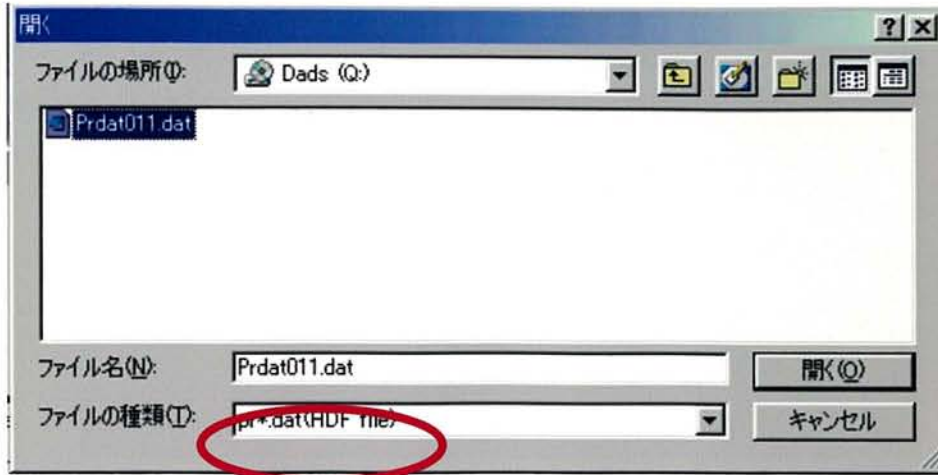 開く
ファイルの場所(I):
Dads (Q:)
Prdat011.dat
ファイル名(N):
Prdat011.dat
開く(O)
ファイルの種類(T):
pr*.dat(HDF file)
キャンセル